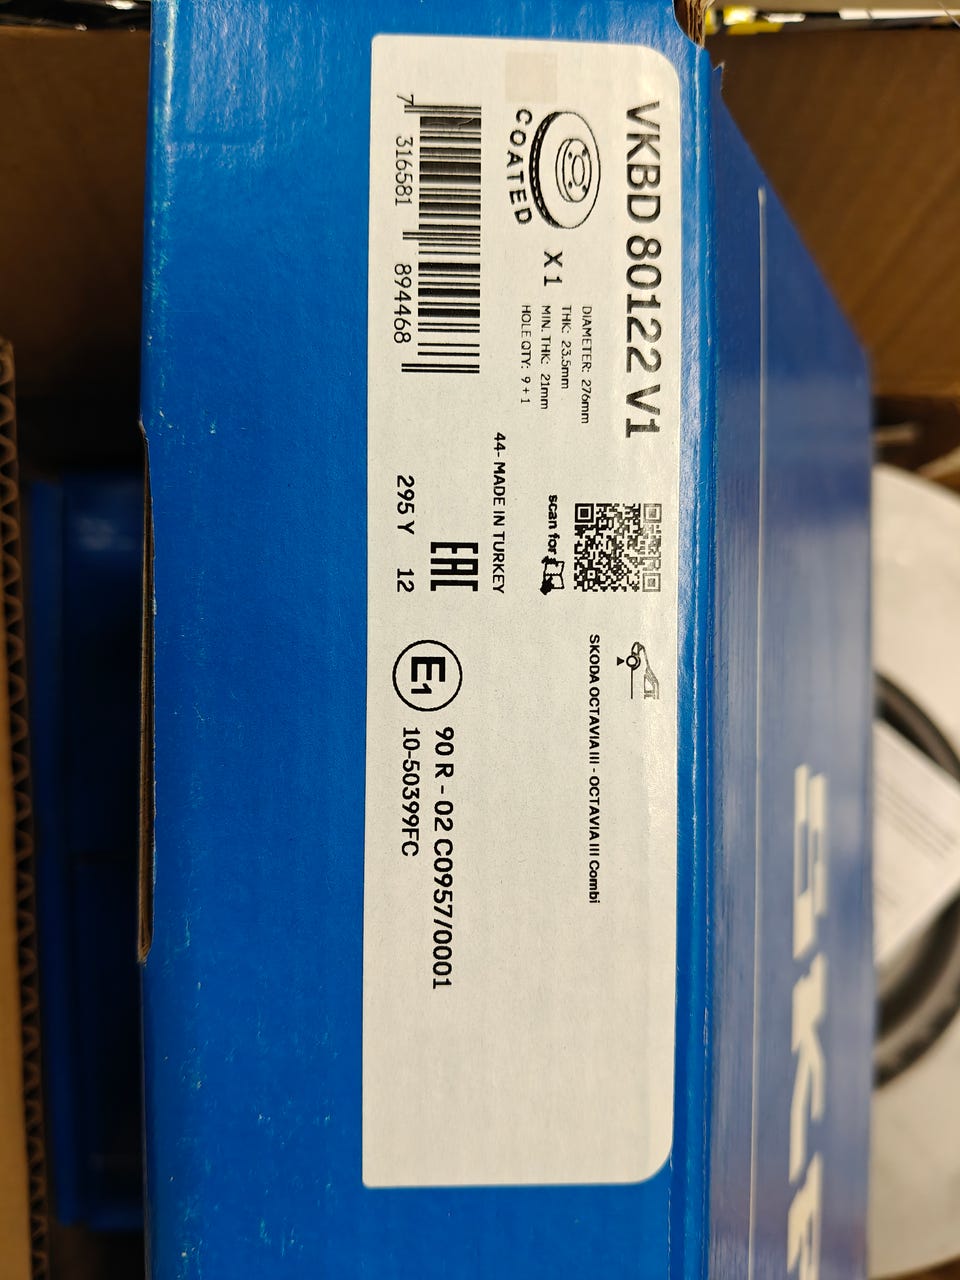 VKBD 80122 V1
COATED
X 1
DIAMETER: 276mm
THK: 23.5mm
MIN. THK: 21mm
HOLE QTY: 9 + 1
7 316581 894468
scan for
44- MADE IN TURKEY
EAC
295 Y 12
SKODA OCTAVIA III - OCTAVIA III Combi
E1
90 R - 02 C0957/0001
10-50399FC
SKF